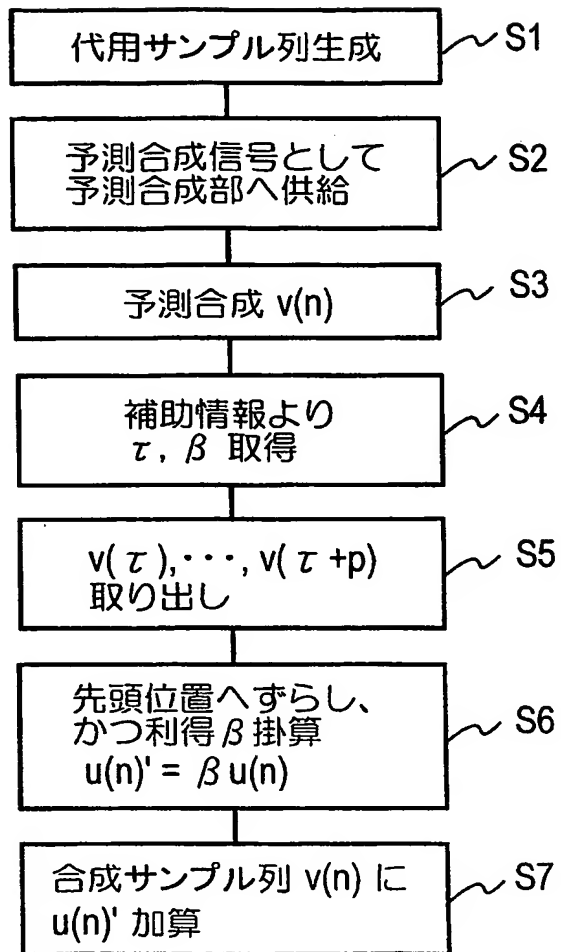 代用サンプル列生成 S1
予測合成信号として
予測合成部へ供給 S2
予測合成 v(n) S3
補助情報より
τ, β 取得 S4
v(τ),···, v(τ+p)
取り出し S5
先頭位置へずらし、
かつ利得β掛算
u(n)' = βu(n) S6
合成サンプル列 v(n) に
u(n)' 加算 S7